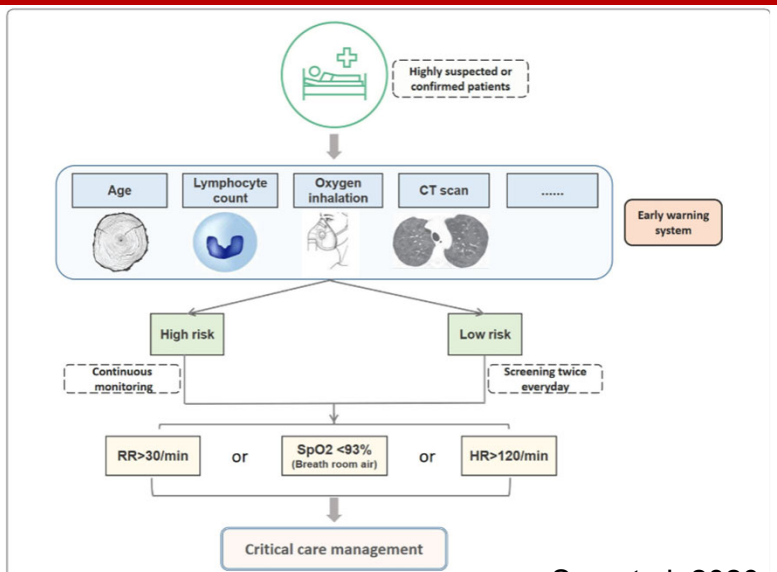 Highly suspected or
confirmed patients
Age
Lymphocyte
count
Oxygen
inhalation
CT scan
......
Early warning
system
High risk
Low risk
Continuous
monitoring
Screening twice
everyday
RR>30/min
or
SpO2 <93%
(Breath room air)
or
HR>120/min
Critical care management